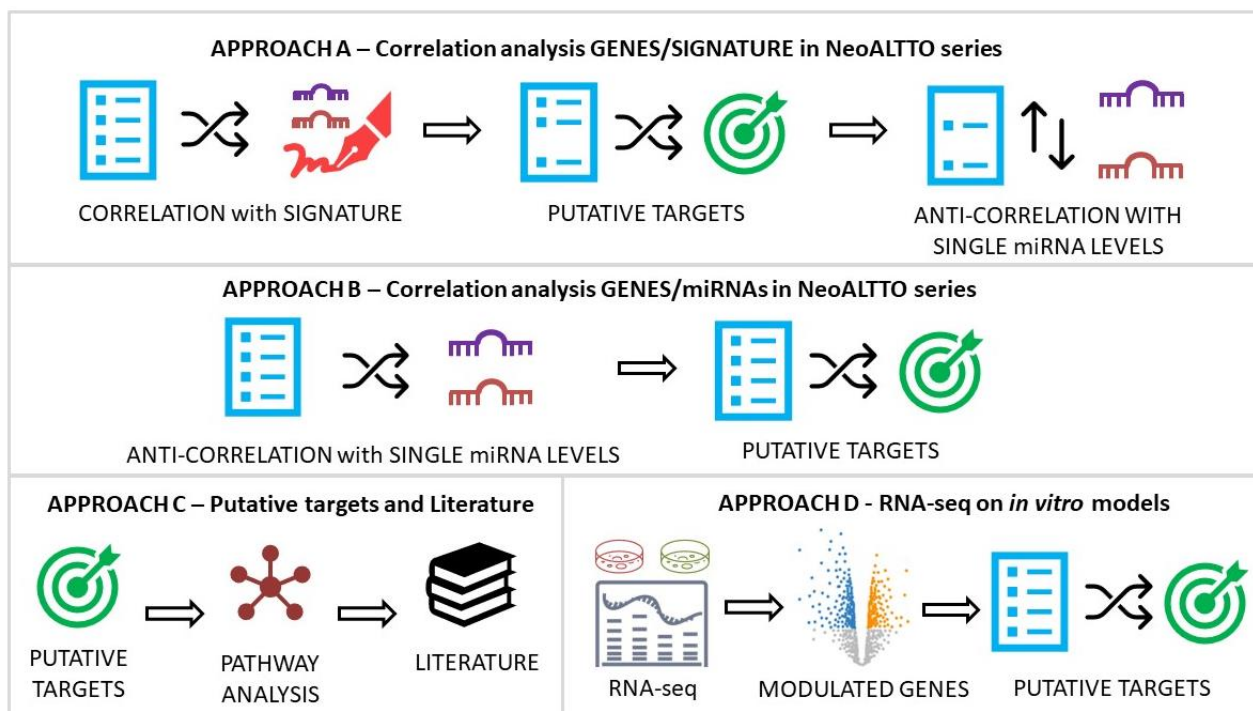 APPROACH A – Correlation analysis GENES/SIGNATURE in NeoALTTO series
CORRELATION with SIGNATURE
PUTATIVE TARGETS
ANTI-CORRELATION WITH
SINGLE miRNA LEVELS
APPROACH B – Correlation analysis GENES/miRNAs in NeoALTTO series
ANTI-CORRELATION with SINGLE miRNA LEVELS
PUTATIVE TARGETS
APPROACH C – Putative targets and Literature
PUTATIVE
TARGETS
PATHWAY
ANALYSIS
LITERATURE
APPROACH D - RNA-seq on in vitro models
RNA-seq
MODULATED GENES
PUTATIVE TARGETS